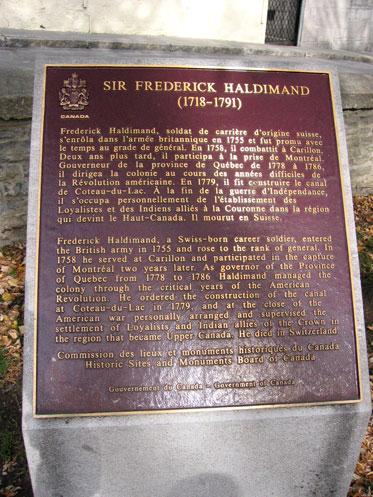 SIR FREDERICK HALDIMAND
(1718-1791)
CANADA
Frederick Haldimand, soldat de carrière d'origine suisse,
s'enrôla dans l'armée britannique en 1755 et fut promu avec
le temps au grade de général. En 1758, il combattit à Carillon.
Deux ans plus tard, il participa à la prise de Montréal.
Gouverneur de la province de Québec de 1778 à 1786,
il dirigea la colonie au cours des années difficiles de
la Révolution américaine. En 1779, il fit construire le canal
de Coteau-du-Lac. À la fin de la guerre d'Indépendance,
il s'occupa personnellement de l'établissement des
Loyalistes et des Indiens alliés à la Couronne dans la région
qui devint le Haut-Canada. Il mourut en Suisse.
Frederick Haldimand, a Swiss-born career soldier, entered
the British army in 1755 and rose to the rank of general. In
1758 he served at Carillon and participated in the capture
of Montréal two years later. As governor of the Province
of Quebec from 1778 to 1786 Haldimand managed the
colony through the critical years of the American
Revolution. He ordered the construction of the canal
at Coteau-du-Lac in 1779, and at the close of the
American war personally arranged and supervised the
settlement of Loyalists and Indian allies of the Crown in
the region that became Upper Canada. He died in Switzerland.
Commission des lieux et monuments historiques du Canada
Historic Sites and Monuments Board of Canada
Gouvernement du Canada - Government of Canada